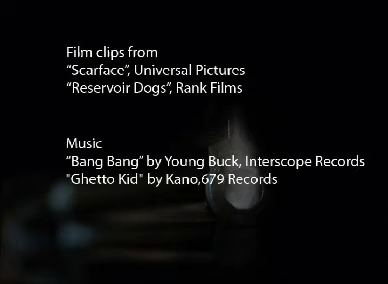 Film clips from
“Scarface”, Universal Pictures
“Reservoir Dogs”, Rank Films
Music
“Bang Bang” by Young Buck, Interscope Records
"Ghetto Kid" by Kano,679 Records